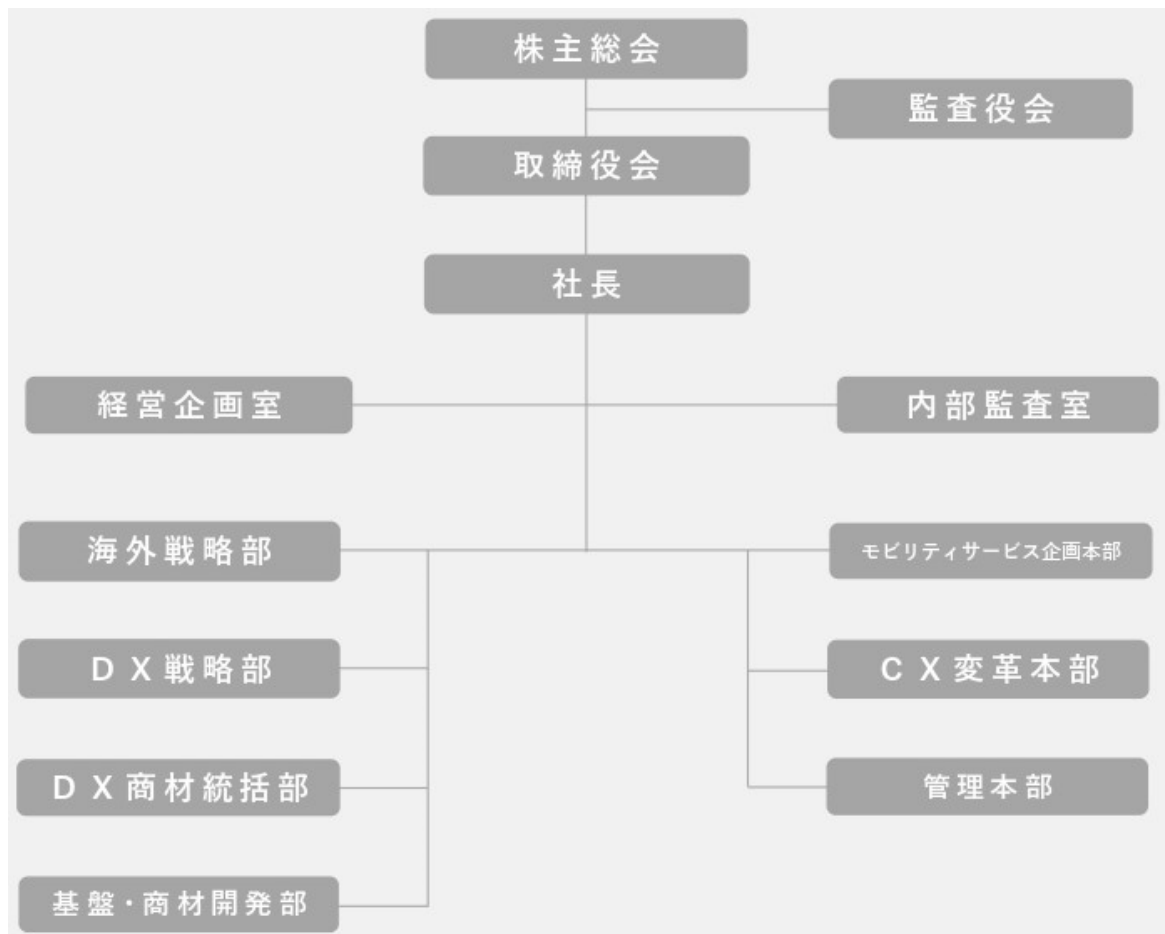 株主総会
監査役会
取締役会
社長
経営企画室
内部監査室
海外戦略部
モビリティサービス企画本部
DX戦略部
CX変革本部
DX商材統括部
管理本部
基盤・商材開発部